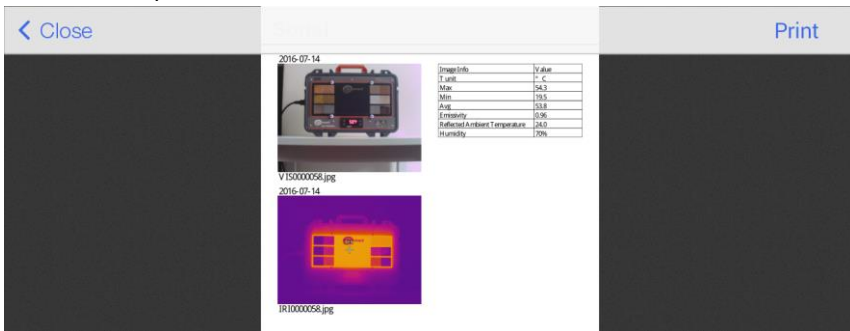 Close
Print
2016-07-14
Image Info Value
T unit ° C
Max 54.3
Min 19.5
Avg 53.8
Emissivity 0.96
Reflected Ambient Temperature 24.0
Humidity 70%
VIS0000058.jpg
2016-07-14
IRI0000058.jpg